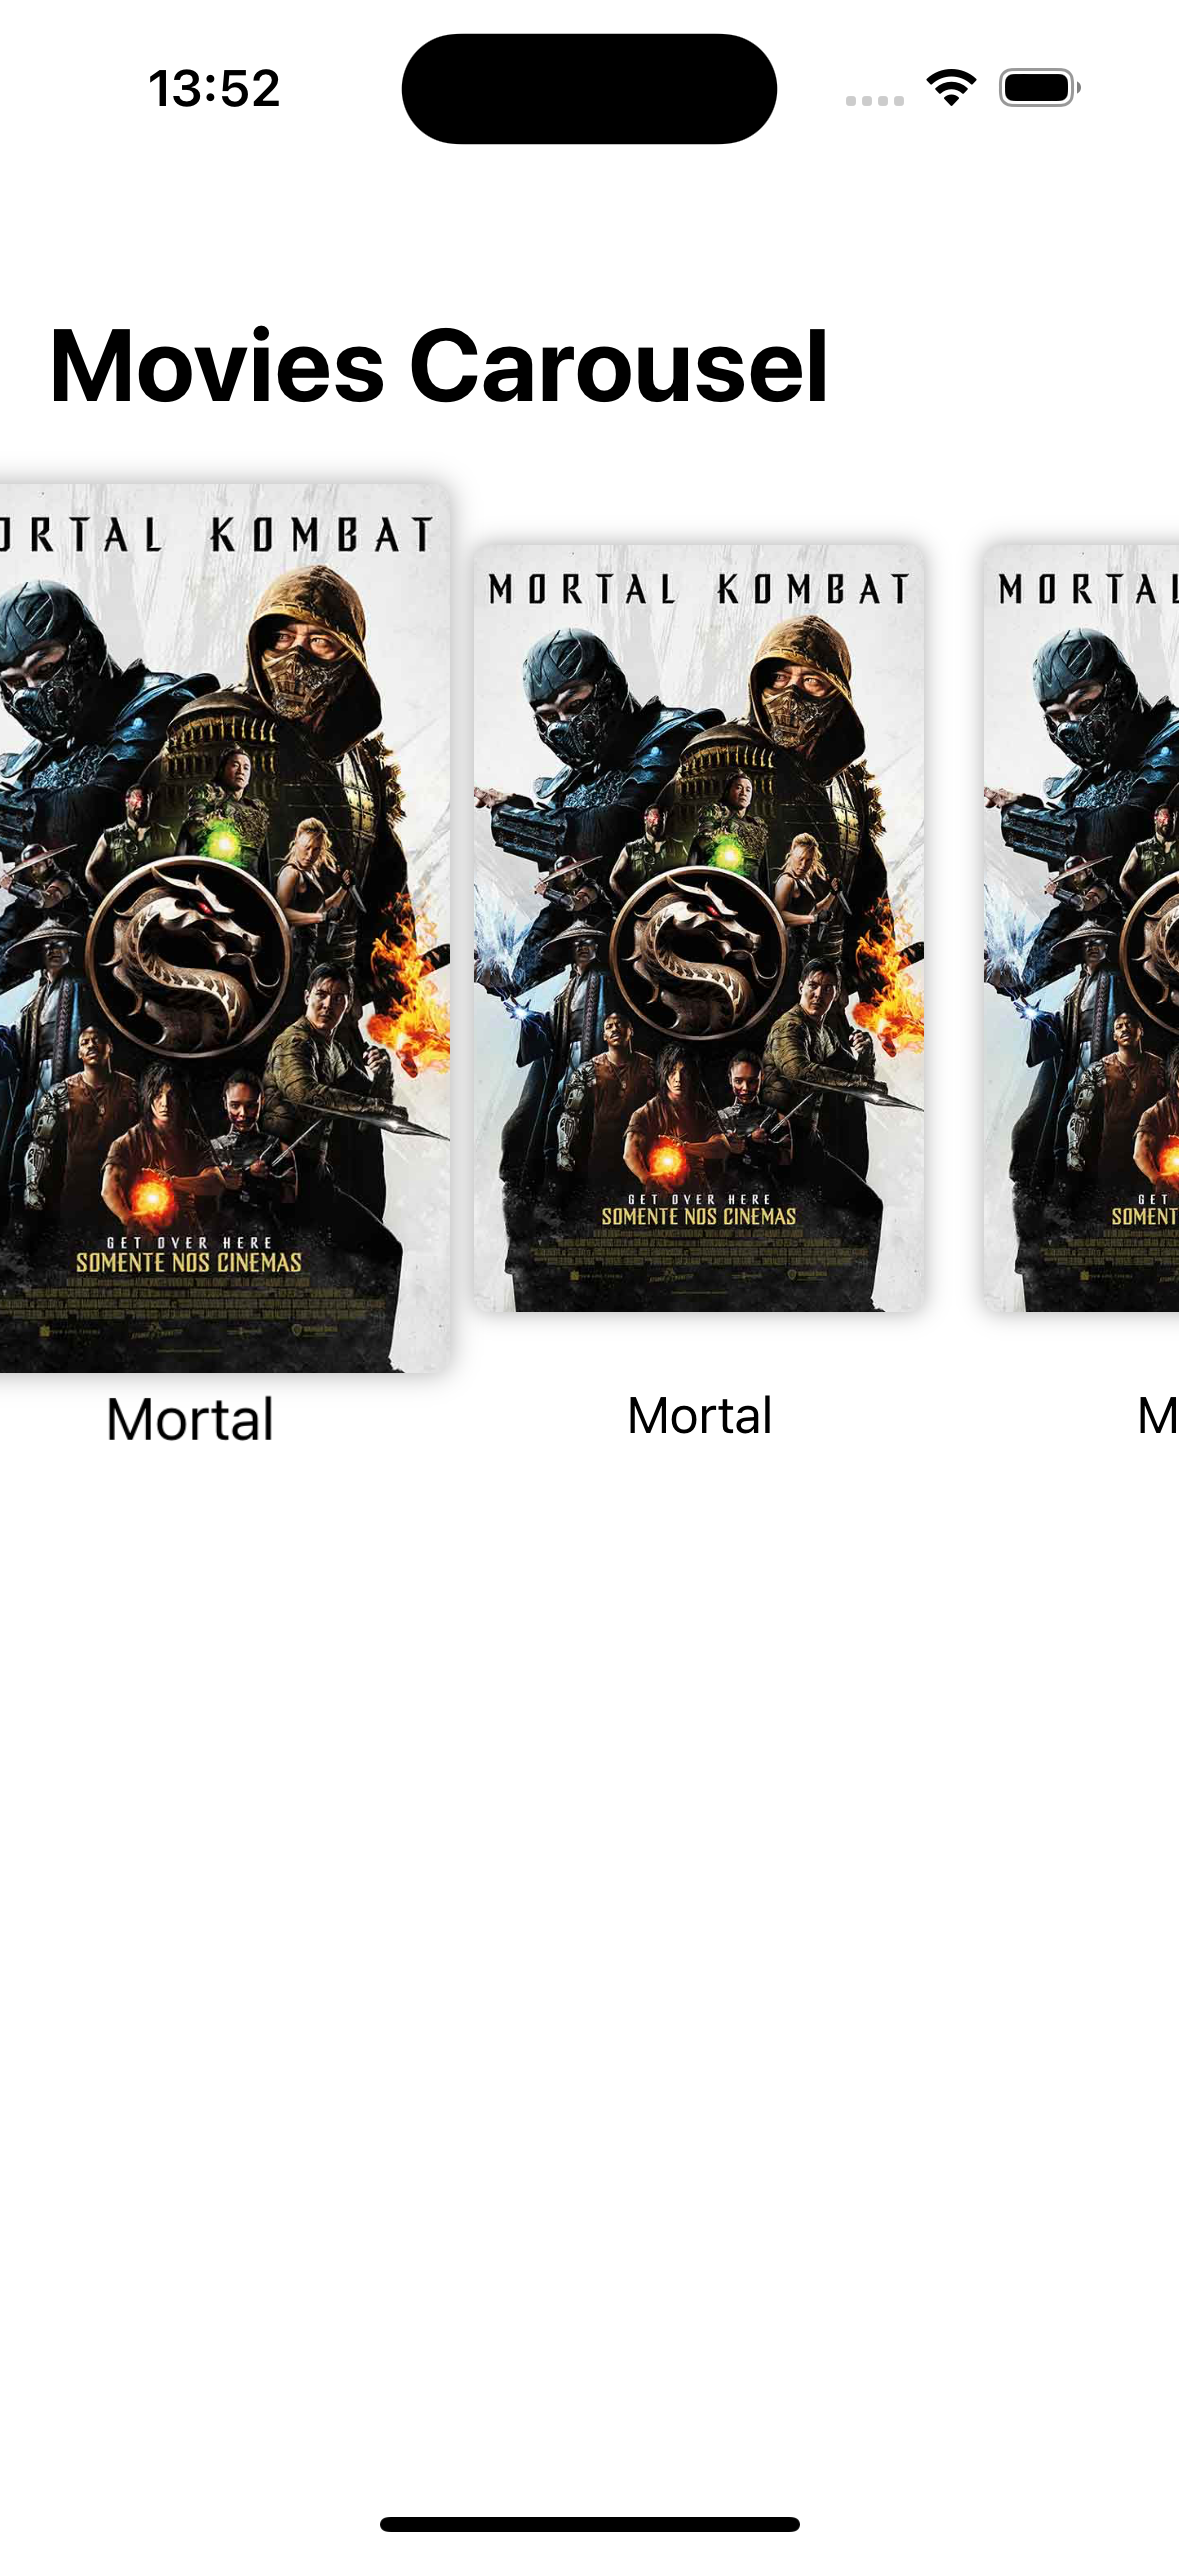 13:52
Movies Carousel
ORTAL KOMBAT
GET OVER HERE
SOMENTE NOS CINEMAS
Mortal
MORTAL KOMBAT
GET OVER HERE
SOMENTE NOS CINEMAS
Mortal
MORTAL
GET
SOMENT
M